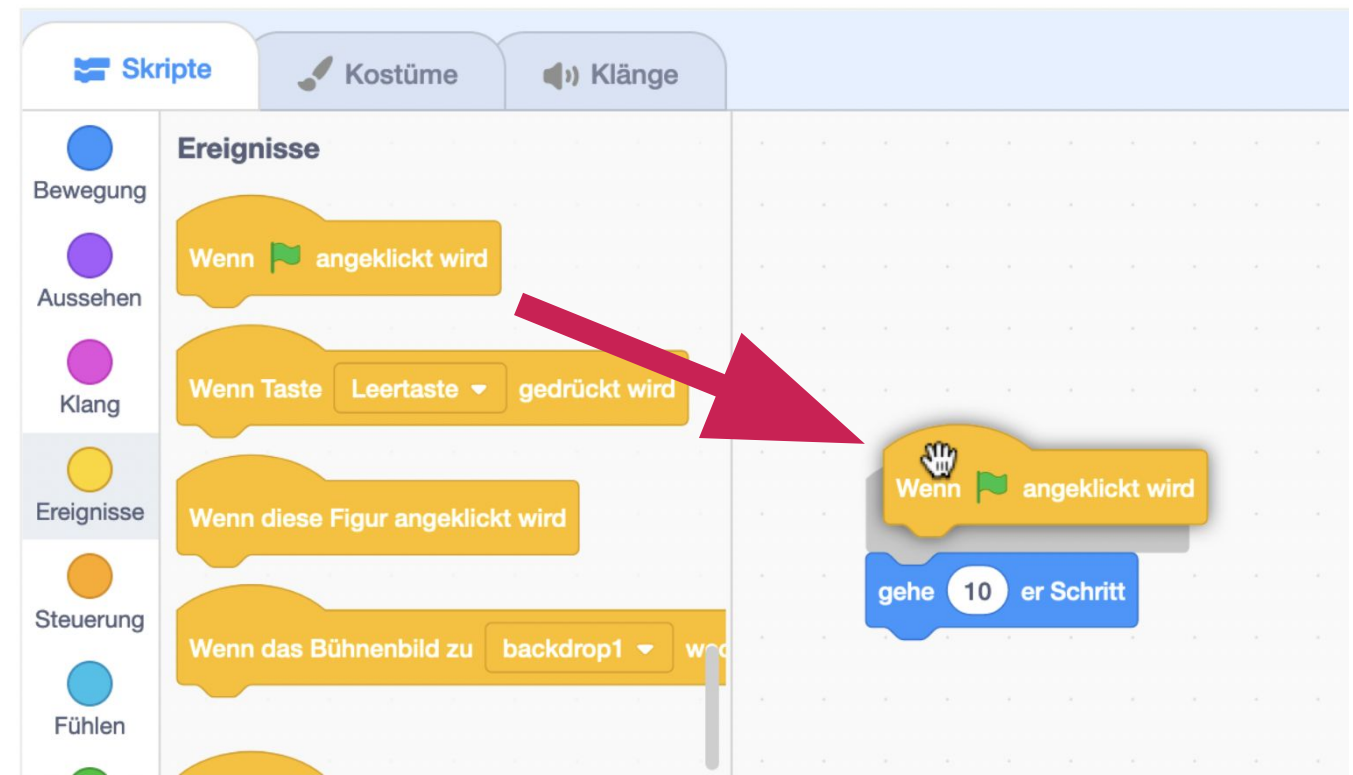 Skripte
Kostüme
Klänge
Bewegung
Aussehen
Klang
Ereignisse
Steuerung
Fühlen
Ereignisse
Wenn angeklickt wird
Wenn Taste Leertaste gedrückt wird
Wenn diese Figur angeklickt wird
Wenn das Bühnenbild zu backdrop1
Wenn angeklickt wird
gehe 10 er Schritt